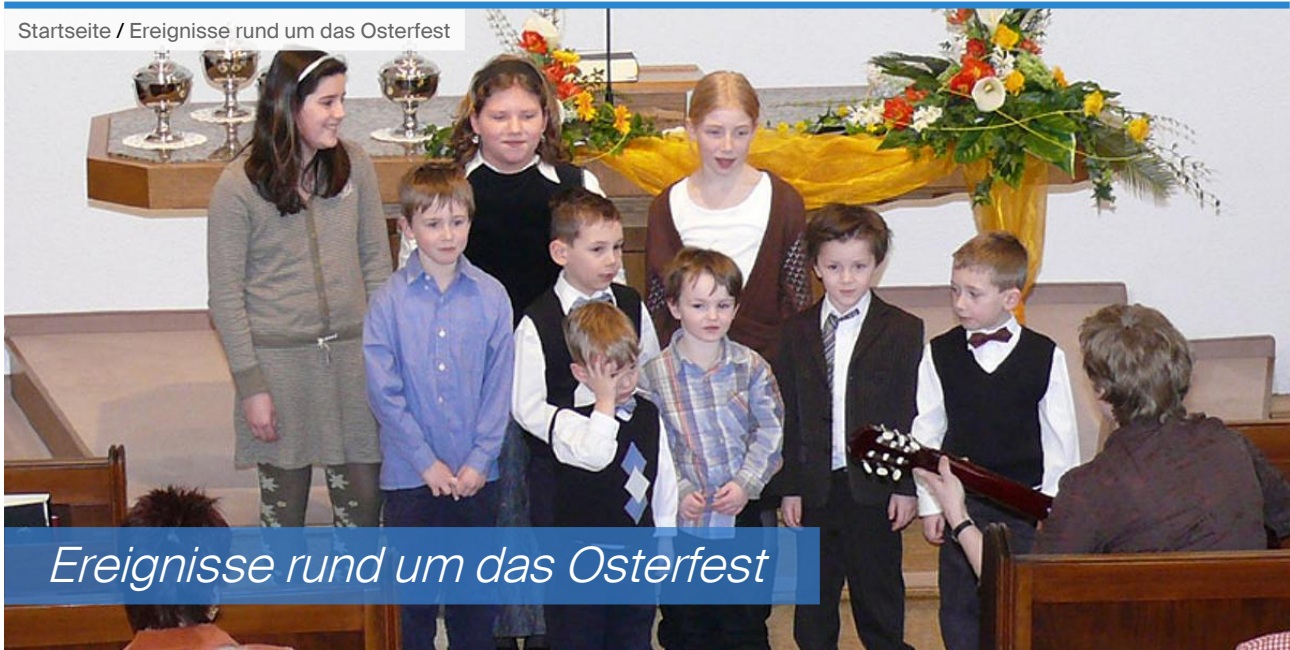 Startseite / Ereignisse rund um das Osterfest
Ereignisse rund um das Osterfest